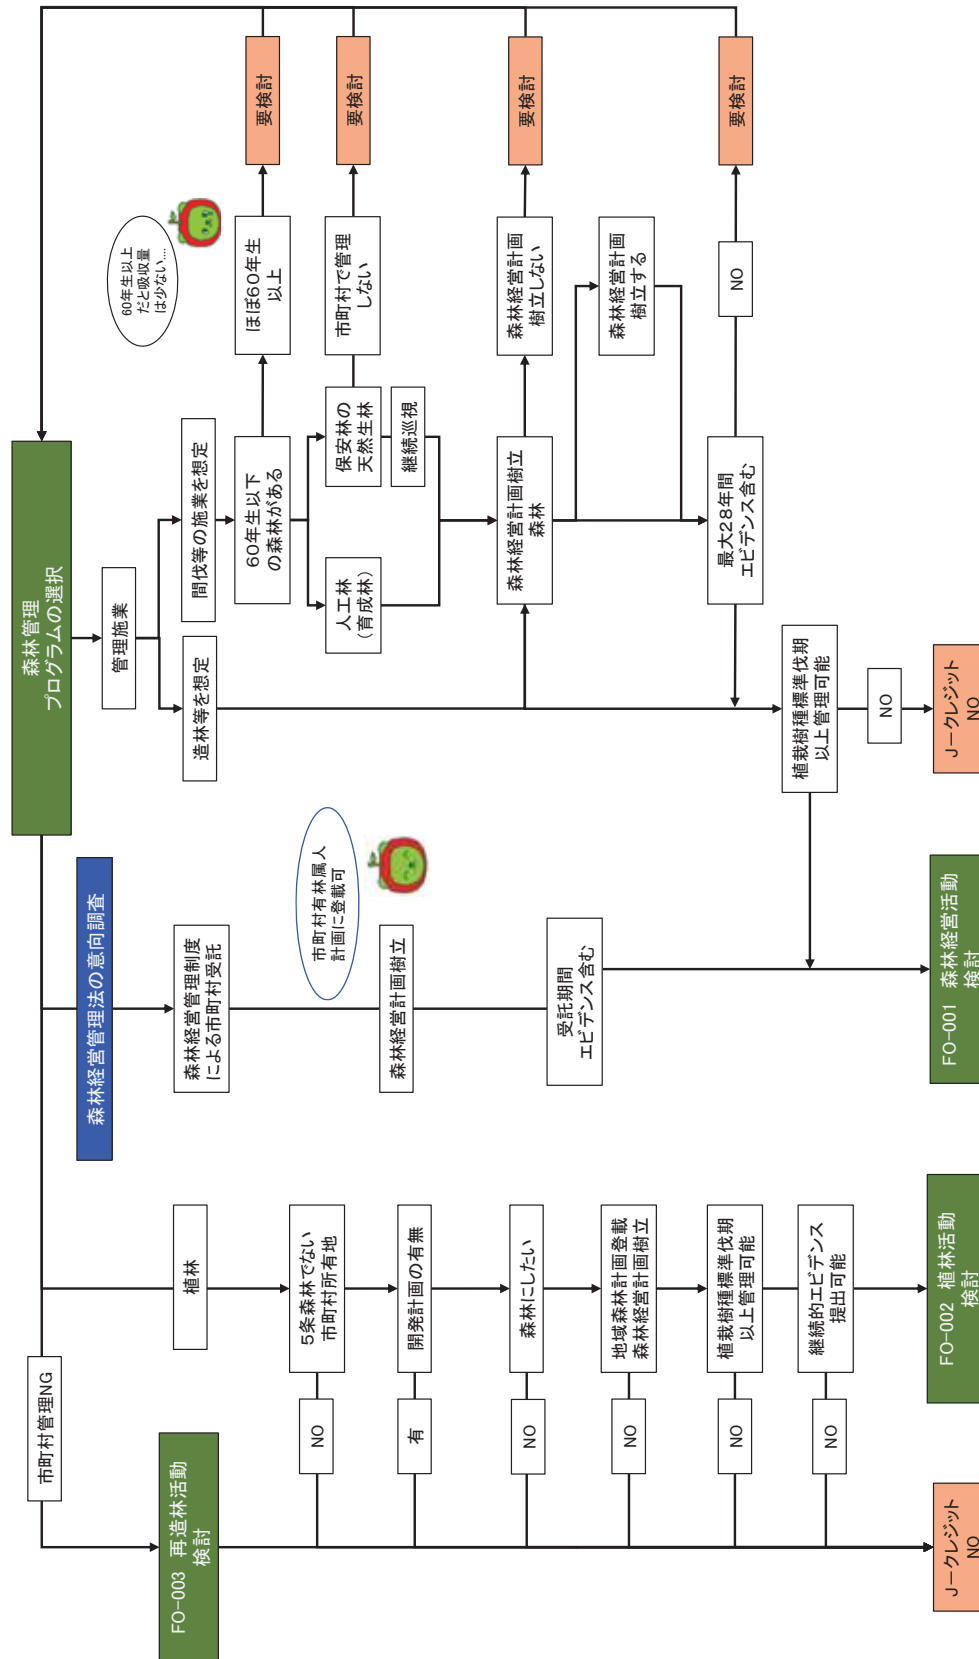 森林管理
プログラムの選択
市町村管理NG
FO-003 再造林活動
検討
植林
5条森林でない
市町村所有地
NO
開発計画の有無
有
森林にしたい
NO
地域森林計画登載
森林経営計画樹立
NO
植栽樹種標準伐期
以上管理可能
NO
継続的エビデンス
提出可能
NO
J－クレジット
NO
FO-002 植林活動
検討
森林経営管理法の意向調査
森林経営管理制度
による市町村受託
市町村有林属人
計画に登載可
森林経営計画樹立
受託期間
エビデンス含む
FO-001 森林経営活動
検討
管理施業
造林等を想定
間伐等の施業を想定
60年生以下
の森林がある
ほぼ60年生
以上
要検討
60年生以上
だと吸収量
は少ない…
人工林
（育成林）
保安林の
天然生林
継続巡視
市町村で管理
しない
要検討
森林経営計画樹立
森林
森林経営計画
樹立しない
要検討
森林経営計画
樹立する
最大28年間
エビデンス含む
NO
要検討
植栽樹種標準伐期
以上管理可能
NO
J－クレジット
NO